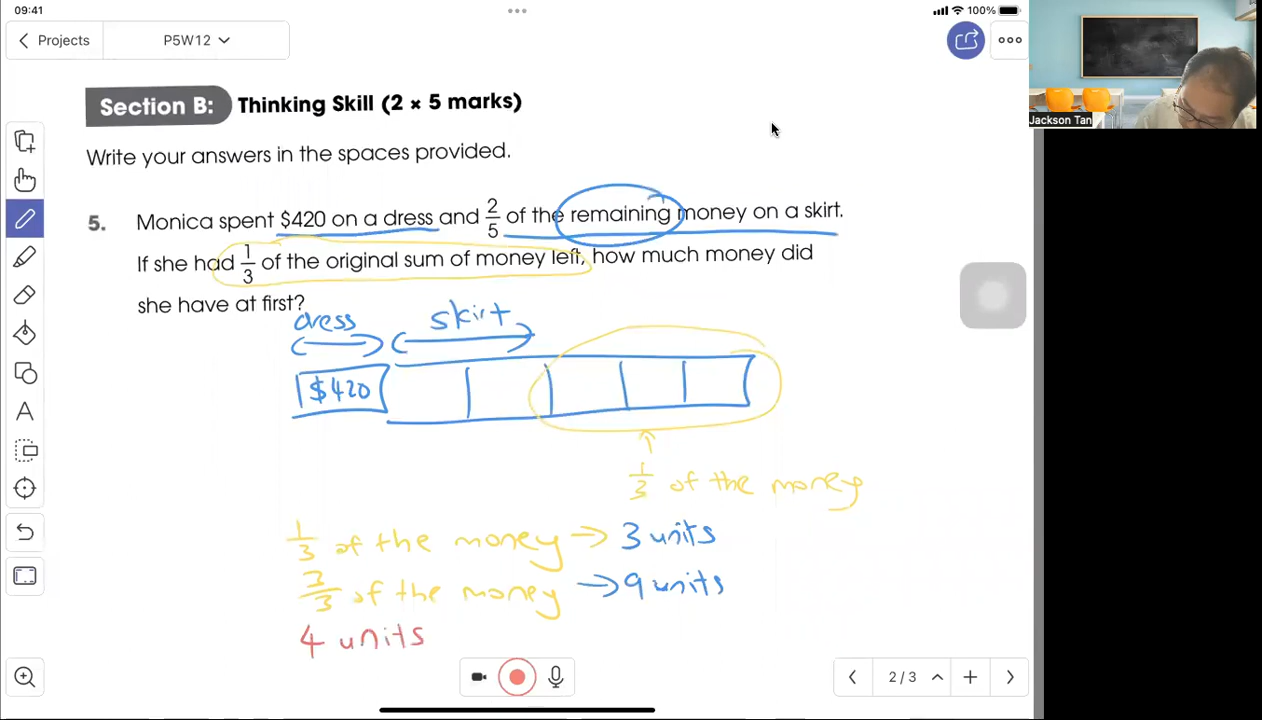 09:41
100%
Projects
P5W12
Section B: Thinking Skill (2 × 5 marks)
Write your answers in the spaces provided.
5. Monica spent $420 on a dress and 2/5 of the remaining money on a skirt.
If she had 1/3 of the original sum of money left, how much money did
she have at first?
dress skirt
$420
1/3 of the money
1/3 of the money → 3 units
3/3 of the money → 9 units
4 units
2 / 3
A
Jackson Tan